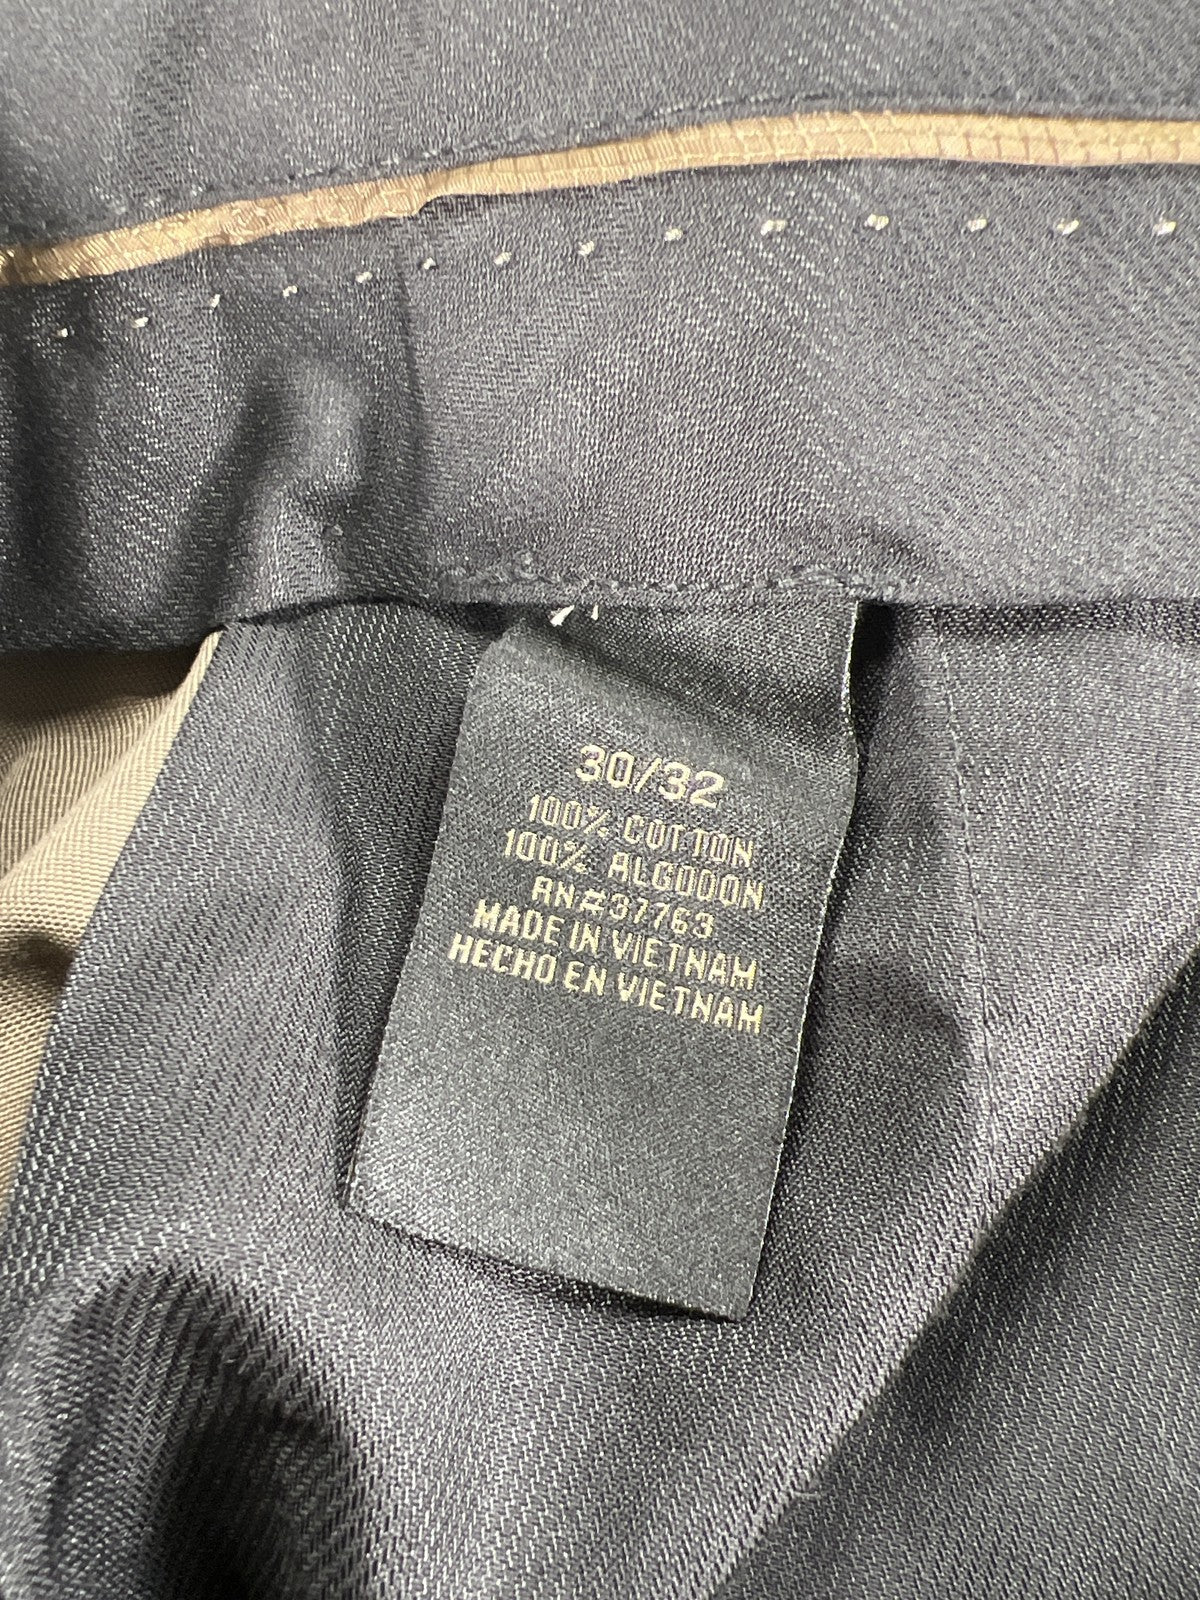 30/32
100% COTTON
100% ALGODON
RN#37763
MADE IN VIETNAM
HECHO EN VIETNAM